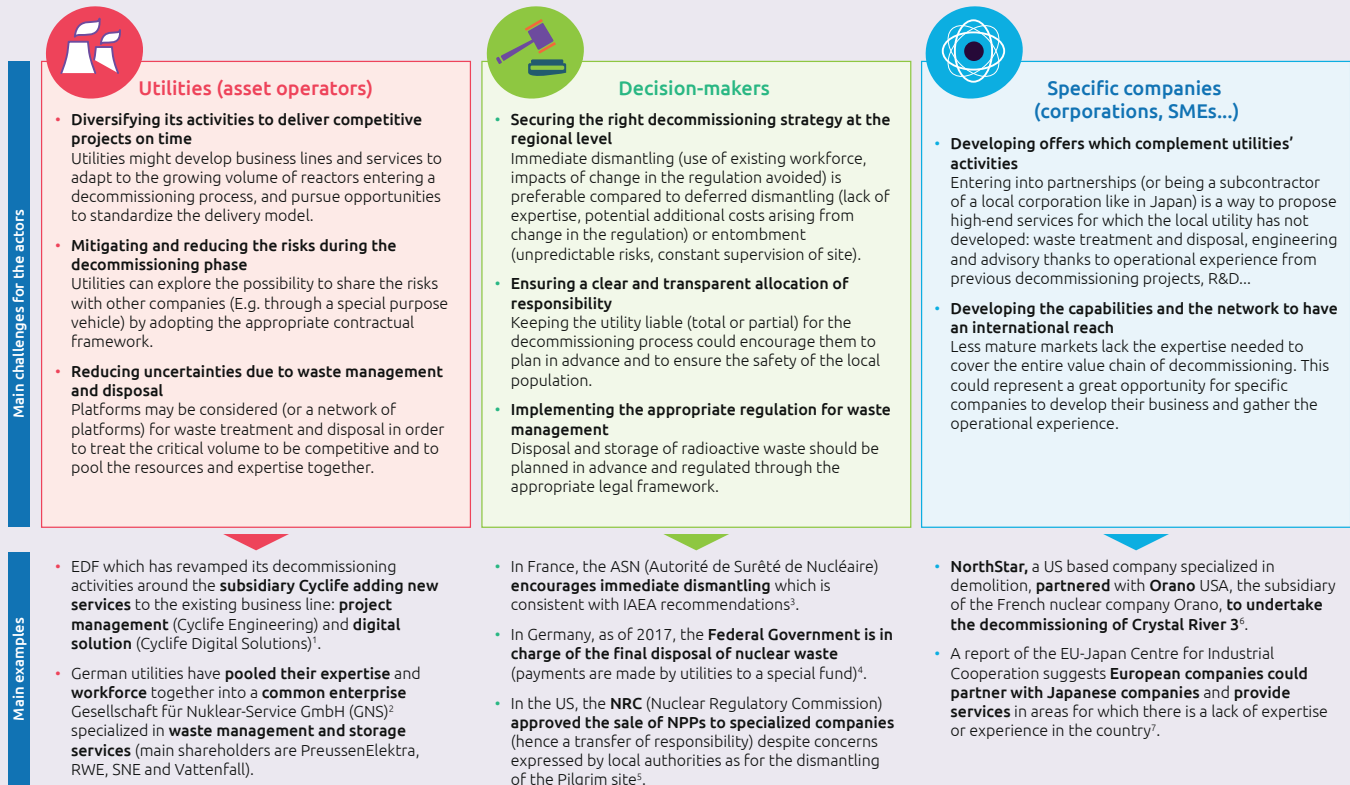 Main challenges for the actors
Utilities (asset operators)
• Diversifying its activities to deliver competitive
projects on time
Utilities might develop business lines and services to
adapt to the growing volume of reactors entering a
decommissioning process, and pursue opportunities
to standardize the delivery model.
• Mitigating and reducing the risks during the
decommissioning phase
Utilities can explore the possibility to share the risks
with other companies (E.g. through a special purpose
vehicle) by adopting the appropriate contractual
framework.
• Reducing uncertainties due to waste management
and disposal
Platforms may be considered (or a network of
platforms) for waste treatment and disposal in order
to treat the critical volume to be competitive and to
pool the resources and expertise together.
Decision-makers
• Securing the right decommissioning strategy at the
regional level
Immediate dismantling (use of existing workforce,
impacts of change in the regulation avoided) is
preferable compared to deferred dismantling (lack of
expertise, potential additional costs arising from
change in the regulation) or entombment
(unpredictable risks, constant supervision of site).
• Ensuring a clear and transparent allocation of
responsibility
Keeping the utility liable (total or partial) for the
decommissioning process could encourage them to
plan in advance and to ensure the safety of the local
population.
• Implementing the appropriate regulation for waste
management
Disposal and storage of radioactive waste should be
planned in advance and regulated through the
appropriate legal framework.
Specific companies
(corporations, SMEs...)
• Developing offers which complement utilities'
activities
Entering into partnerships (or being a subcontractor
of a local corporation like in Japan) is a way to propose
high-end services for which the local utility has not
developed: waste treatment and disposal, engineering
and advisory thanks to operational experience from
previous decommissioning projects, R&D...
• Developing the capabilities and the network to have
an international reach
Less mature markets lack the expertise needed to
cover the entire value chain of decommissioning. This
could represent a great opportunity for specific
companies to develop their business and gather the
operational experience.
Main examples
• EDF which has revamped its decommissioning
activities around the subsidiary Cyclife adding new
services to the existing business line: project
management (Cyclife Engineering) and digital
solution (Cyclife Digital Solutions)¹.
• German utilities have pooled their expertise and
workforce together into a common enterprise
Gesellschaft für Nuklear-Service GmbH (GNS)²
specialized in waste management and storage
services (main shareholders are PreussenElektra,
RWE, SNE and Vattenfall).
• In France, the ASN (Autorité de Surêté de Nucléaire)
encourages immediate dismantling which is
consistent with IAEA recommendations³.
• In Germany, as of 2017, the Federal Government is in
charge of the final disposal of nuclear waste
(payments are made by utilities to a special fund)⁴.
• In the US, the NRC (Nuclear Regulatory Commission)
approved the sale of NPPs to specialized companies
(hence a transfer of responsibility) despite concerns
expressed by local authorities as for the dismantling
of the Pilgrim site⁵.
• NorthStar, a US based company specialized in
demolition, partnered with Orano USA, the subsidiary
of the French nuclear company Orano, to undertake
the decommissioning of Crystal River 3⁶.
• A report of the EU-Japan Centre for Industrial
Cooperation suggests European companies could
partner with Japanese companies and provide
services in areas for which there is a lack of expertise
or experience in the country⁷.